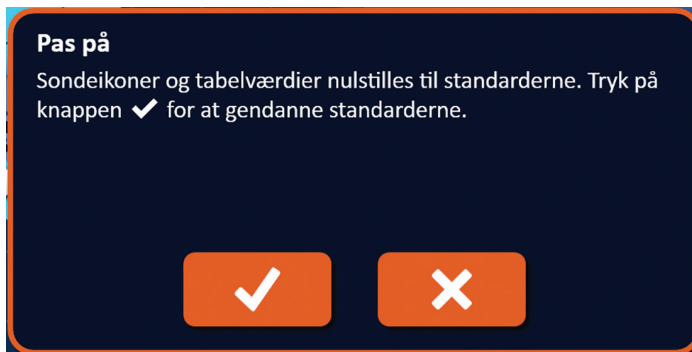 Pas på
Sondeikoner og tabelværdier nulstilles til standarderne. Tryk på
knappen ✔ for at gendanne standarderne.